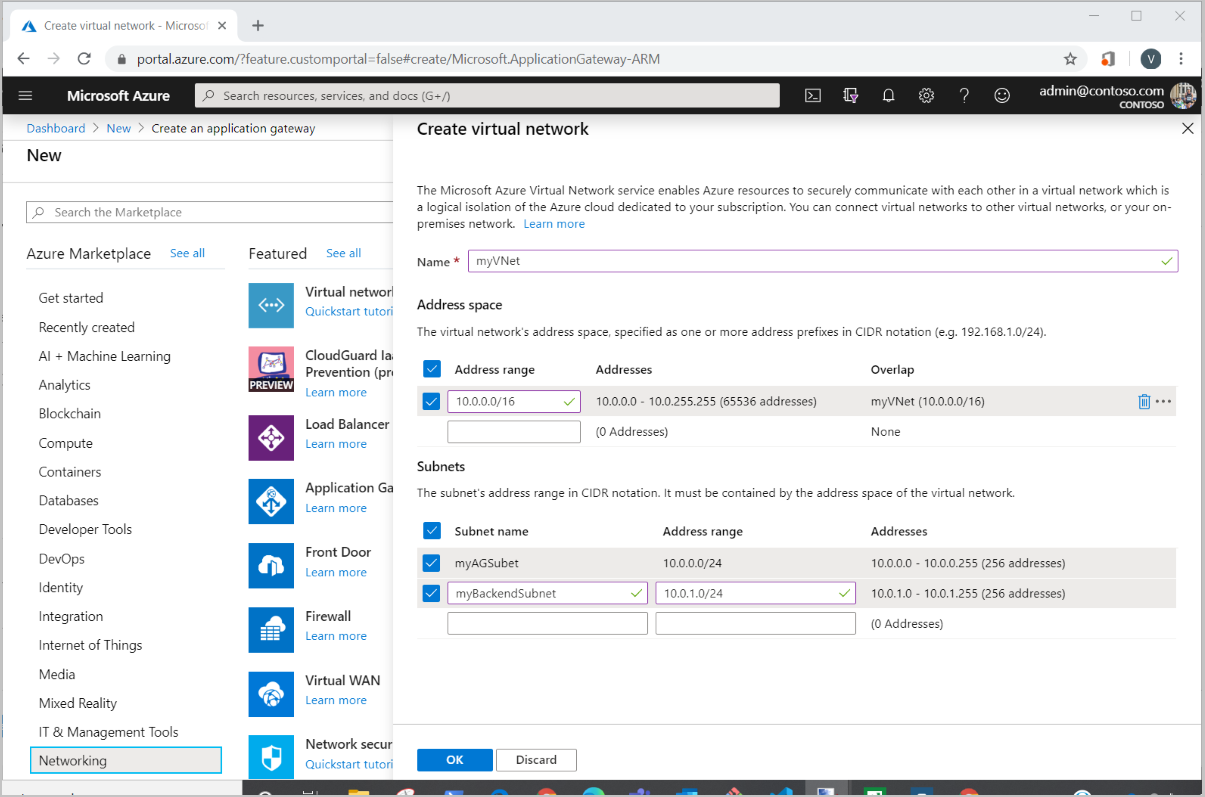 Create virtual network - Microsof
portal.azure.com/?feature.customportal=false#create/Microsoft.ApplicationGateway-ARM
V
Microsoft Azure
Search resources, services, and docs (G+/)
admin@contoso.com
CONTOSO
Dashboard > New > Create an application gateway
New
Search the Marketplace
Azure Marketplace See all
Get started
Recently created
AI + Machine Learning
Analytics
Blockchain
Compute
Containers
Databases
Developer Tools
DevOps
Identity
Integration
Internet of Things
Media
Mixed Reality
IT & Management Tools
Networking
Featured See all
Virtual networ
Quickstart tutori
PREVIEW
CloudGuard Iaa
Prevention (pre
Learn more
Load Balancer
Learn more
Application Ga
Learn more
Front Door
Learn more
Firewall
Learn more
Virtual WAN
Learn more
Network secur
Quickstart tutori
Create virtual network
The Microsoft Azure Virtual Network service enables Azure resources to securely communicate with each other in a virtual network which is
a logical isolation of the Azure cloud dedicated to your subscription. You can connect virtual networks to other virtual networks, or your on-
premises network. Learn more
Name * myVNet
Address space
The virtual network's address space, specified as one or more address prefixes in CIDR notation (e.g. 192.168.1.0/24).
Address range Addresses Overlap
10.0.0.0/16 10.0.0.0 - 10.0.255.255 (65536 addresses) myVNet (10.0.0.0/16)
(0 Addresses) None
Subnets
The subnet's address range in CIDR notation. It must be contained by the address space of the virtual network.
Subnet name Address range Addresses
myAGSubet 10.0.0.0/24 10.0.0.0 - 10.0.0.255 (256 addresses)
myBackendSubnet 10.0.1.0/24 10.0.1.0 - 10.0.1.255 (256 addresses)
(0 Addresses)
OK Discard